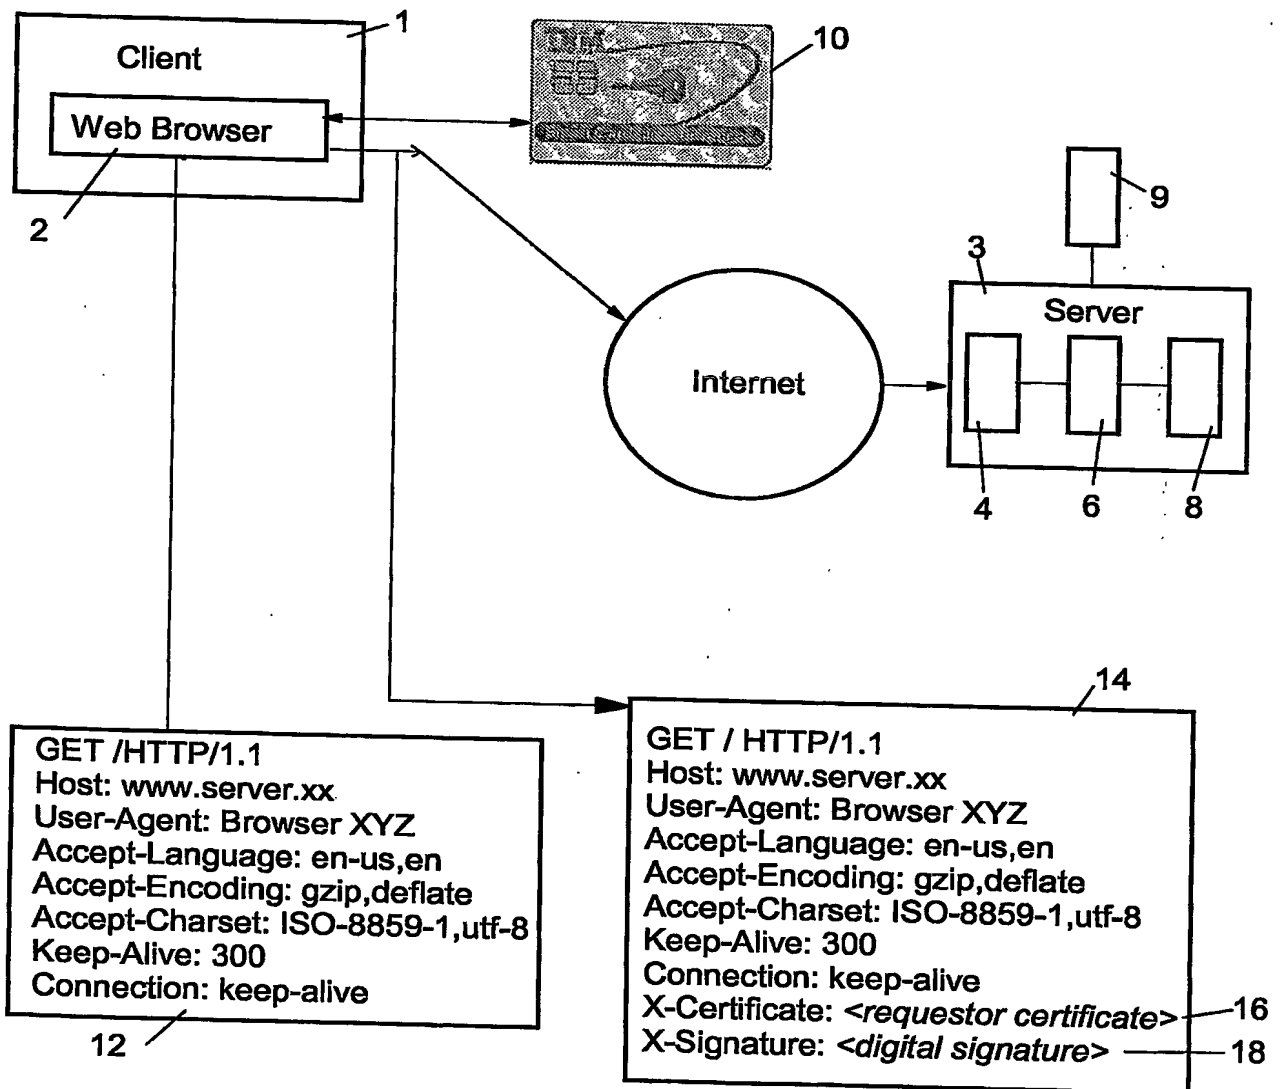 1
Client
10
Web Browser
2
9
3
Server
Internet
4
6
8
14
GET /HTTP/1.1
Host: www.server.xx
User-Agent: Browser XYZ
Accept-Language: en-us,en
Accept-Encoding: gzip,deflate
Accept-Charset: ISO-8859-1,utf-8
Keep-Alive: 300
Connection: keep-alive
12
GET / HTTP/1.1
Host: www.server.xx
User-Agent: Browser XYZ
Accept-Language: en-us,en
Accept-Encoding: gzip,deflate
Accept-Charset: ISO-8859-1,utf-8
Keep-Alive: 300
Connection: keep-alive
X-Certificate: <requestor certificate>
16
X-Signature: <digital signature>
18